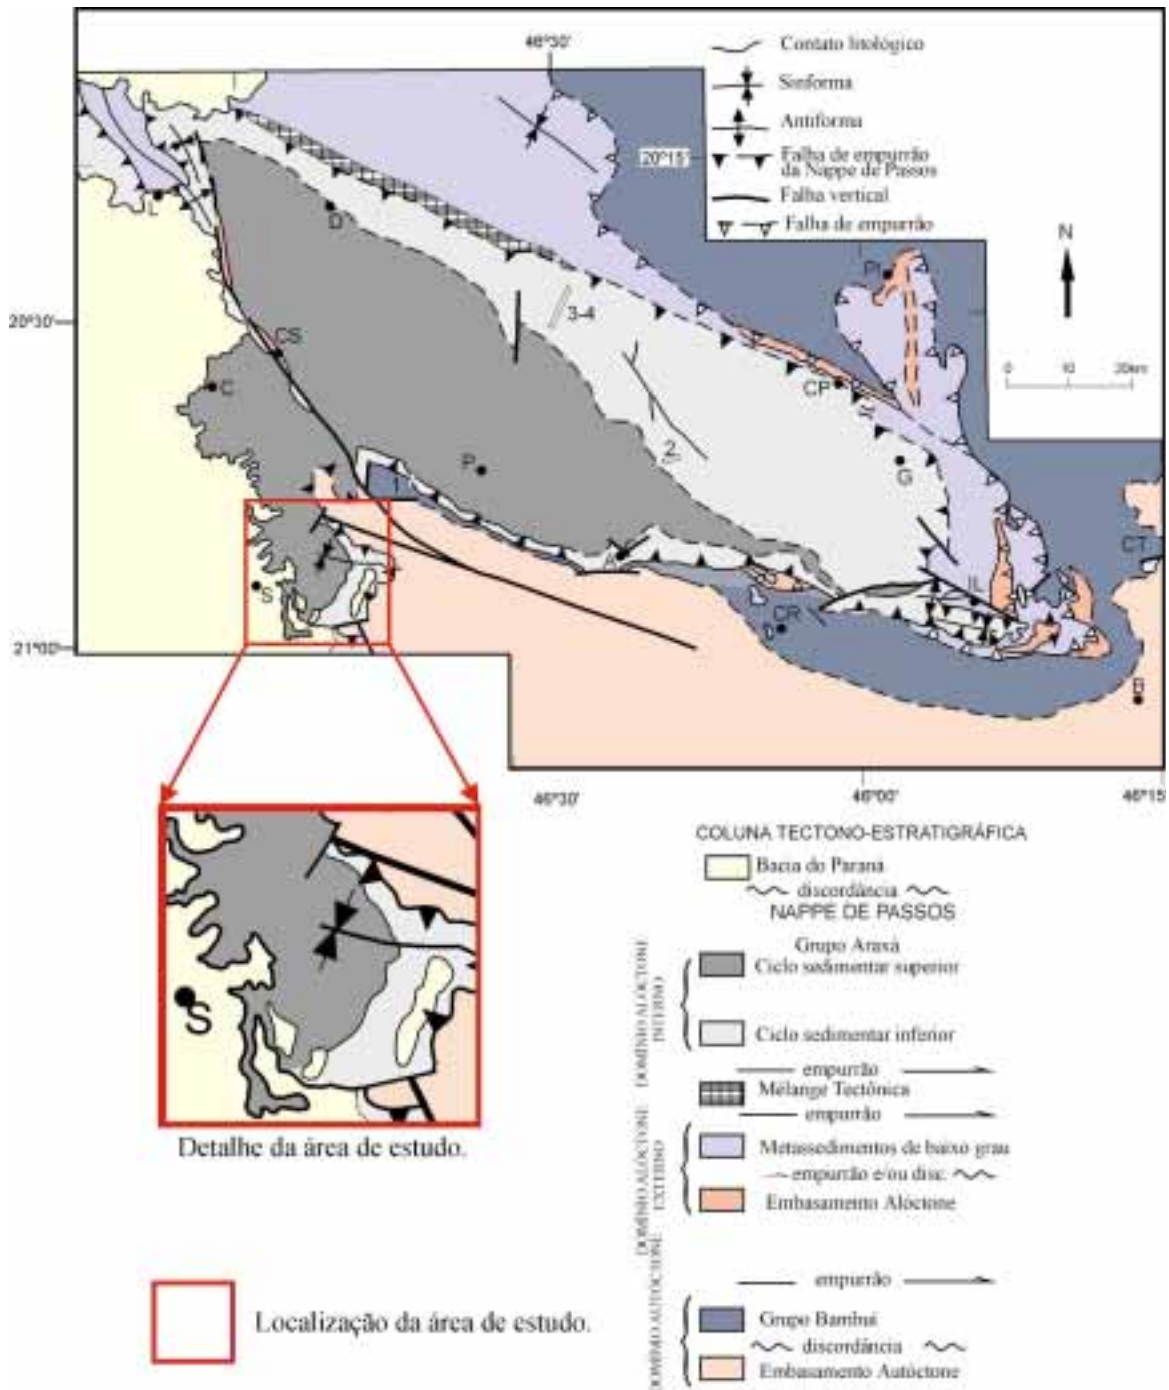 46°30'
Contato litológico
Sinforma
Antiforma
20°15'
Falha de empurrão
da Nappe de Passos
Falha vertical
Falha de empurrão
N
0 10 20km
L
D
PI
20°30'
3-4
CS
C
CP
2
P
G
1
S
A
IL
CT
CR
21°00'
B
46°30'
46°00'
46°15'
COLUNA TECTONO-ESTRATIGRÁFICA
Bacia do Paraná
discordância
NAPPE DE PASSOS
Grupo Araxá
Ciclo sedimentar superior
DOMÍNIO ALÓCTONE
INTERNO
Ciclo sedimentar inferior
empurrão
Mélange Tectônica
empurrão
DOMÍNIO ALÓCTONE
EXTERNO
Metassedimentos de baixo grau
empurrão e/ou disc.
Embasamento Alóctone
empurrão
DOMÍNIO AUTÓCTONE
Grupo Bambuí
discordância
Embasamento Autóctone
S
Detalhe da área de estudo.
Localização da área de estudo.